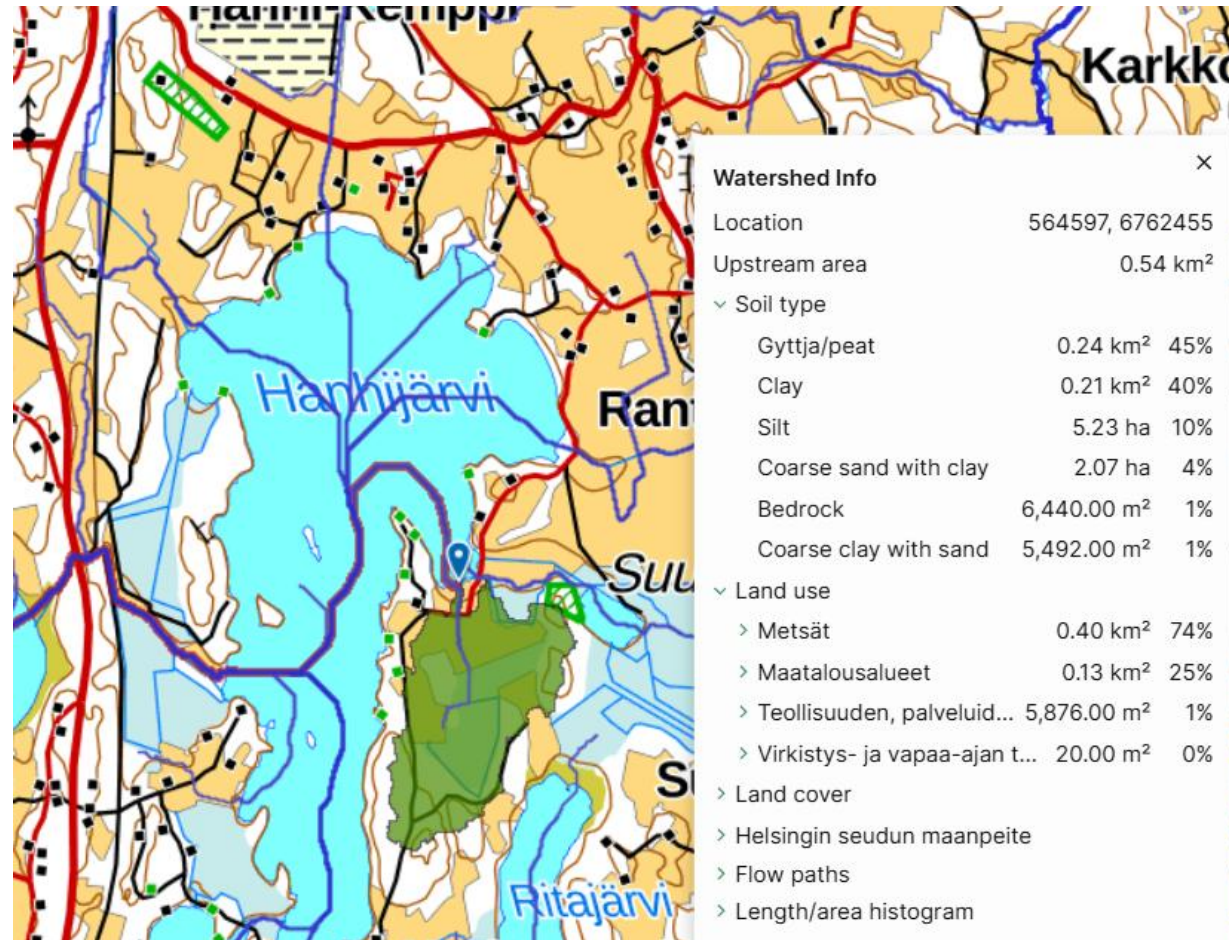 Hanni-Kemppi
Karkko
Hanhijärvi
Rant
Suu
Ritajärvi
Watershed Info
Location 564597, 6762455
Upstream area 0.54 km²
Soil type
Gyttja/peat 0.24 km² 45%
Clay 0.21 km² 40%
Silt 5.23 ha 10%
Coarse sand with clay 2.07 ha 4%
Bedrock 6,440.00 m² 1%
Coarse clay with sand 5,492.00 m² 1%
Land use
Metsät 0.40 km² 74%
Maatalousalueet 0.13 km² 25%
Teollisuuden, palveluid... 5,876.00 m² 1%
Virkistys- ja vapaa-ajan t... 20.00 m² 0%
Land cover
Helsingin seudun maanpeite
Flow paths
Length/area histogram